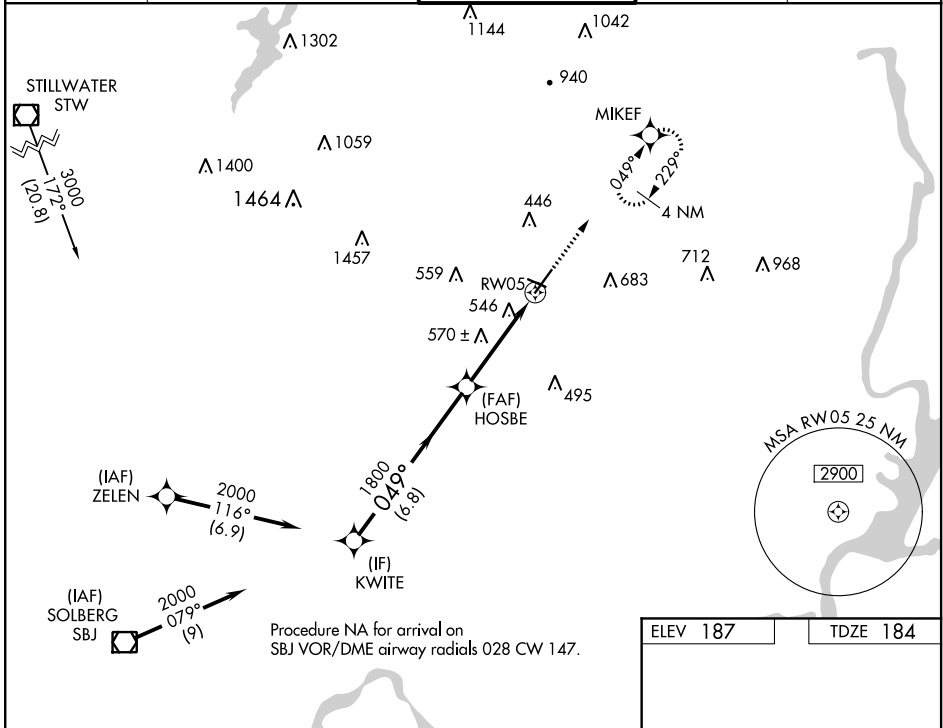 1144
1042
1302
940
STILLWATER
STW
MIKEF
1059
1400
3000
172°
(20.8)
1464
049°
229°
4 NM
446
1457
559
RW05
683
712
968
546
570 ±
(FAF)
HOSBE
495
MSA RW05 25 NM
2900
1800
049°
(6.8)
(IAF)
ZELEN
2000
116°
(6.9)
(IF)
KWITE
(IAF)
SOLBERG
SBJ
2000
079°
(9)
Procedure NA for arrival on
SBJ VOR/DME airway radials 028 CW 147.
ELEV 187
TDZE 184